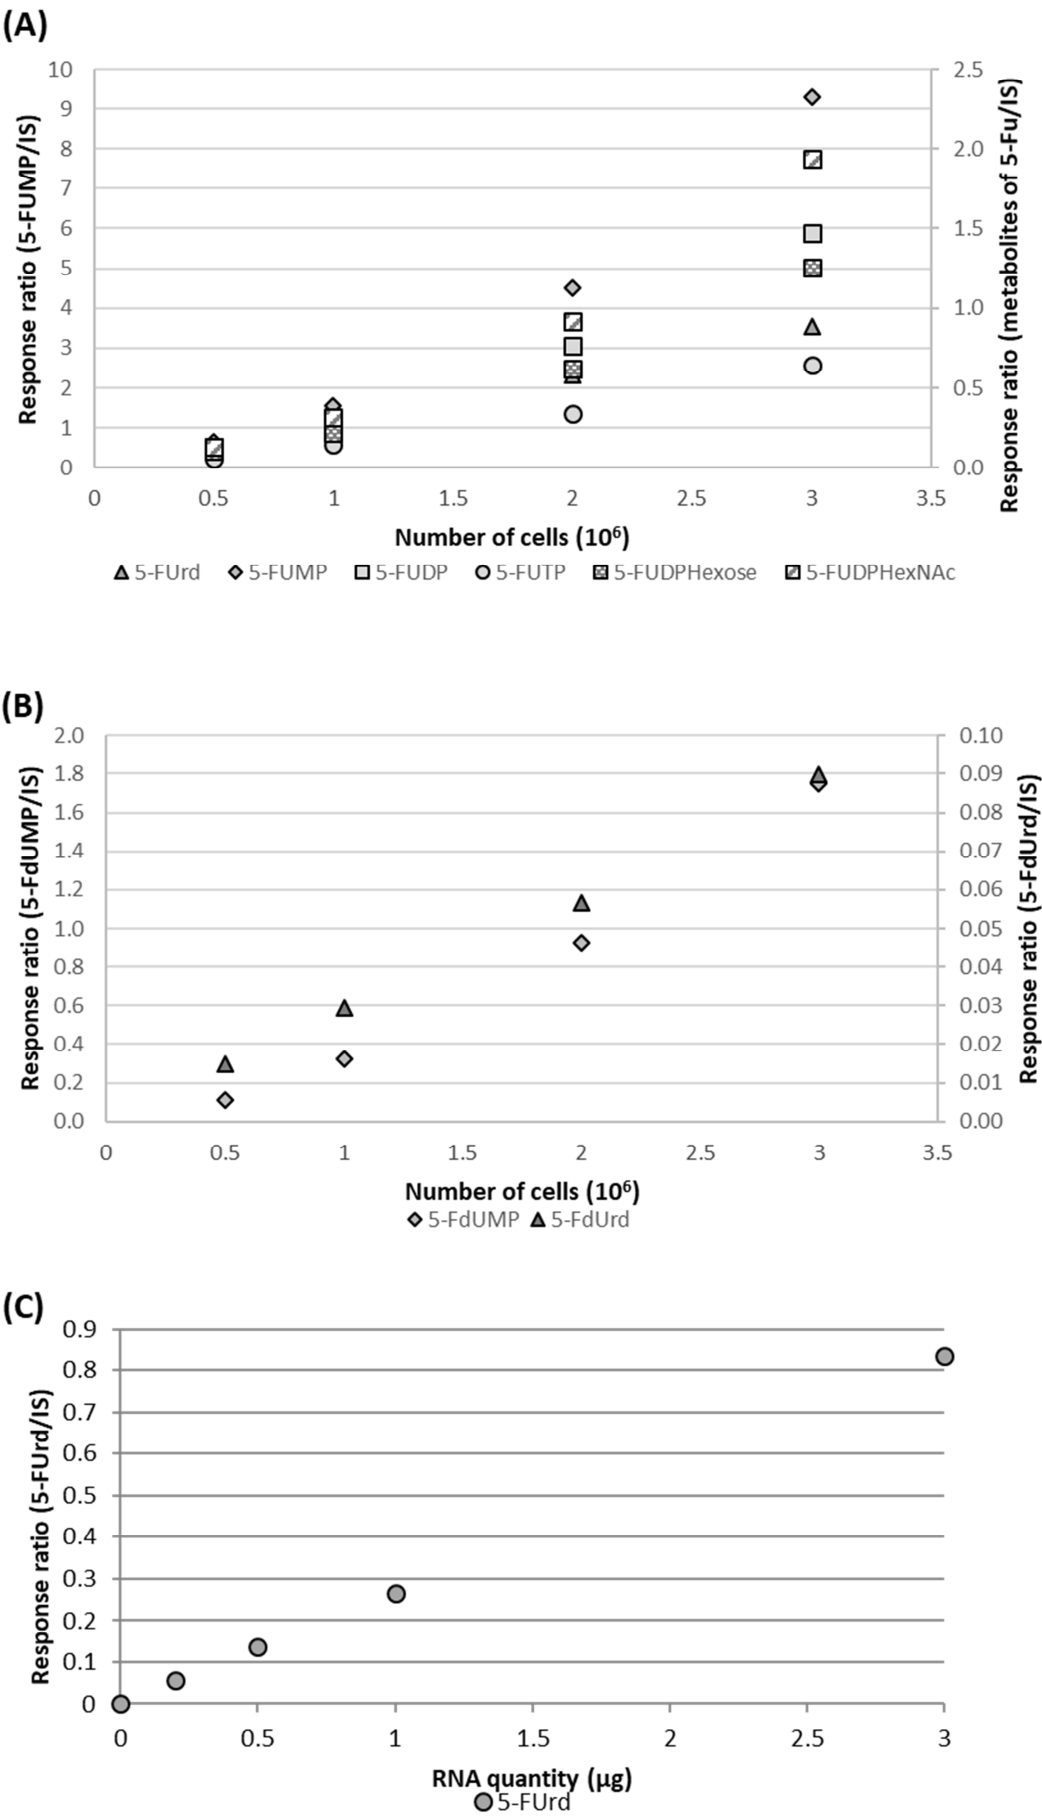 (A)
Response ratio (5-FUMP/IS)
10
9
8
7
6
5
4
3
2
1
0
2.5
2.0
1.5
1.0
0.5
0.0
Response ratio (metabolites of 5-Fu/IS)
0 0.5 1 1.5 2 2.5 3 3.5
Number of cells (10⁶)
5-FUrd 5-FUMP 5-FUDP 5-FUTP 5-FUDPHexose 5-FUDPHexNAc
(B)
Response ratio (5-FdUMP/IS)
2.0
1.8
1.6
1.4
1.2
1.0
0.8
0.6
0.4
0.2
0.0
0.10
0.09
0.08
0.07
0.06
0.05
0.04
0.03
0.02
0.01
0.00
Response ratio (5-FdUrd/IS)
0 0.5 1 1.5 2 2.5 3 3.5
Number of cells (10⁶)
5-FdUMP 5-FdUrd
(C)
Response ratio (5-FUrd/IS)
0.9
0.8
0.7
0.6
0.5
0.4
0.3
0.2
0.1
0
0 0.5 1 1.5 2 2.5 3
RNA quantity (µg)
5-FUrd